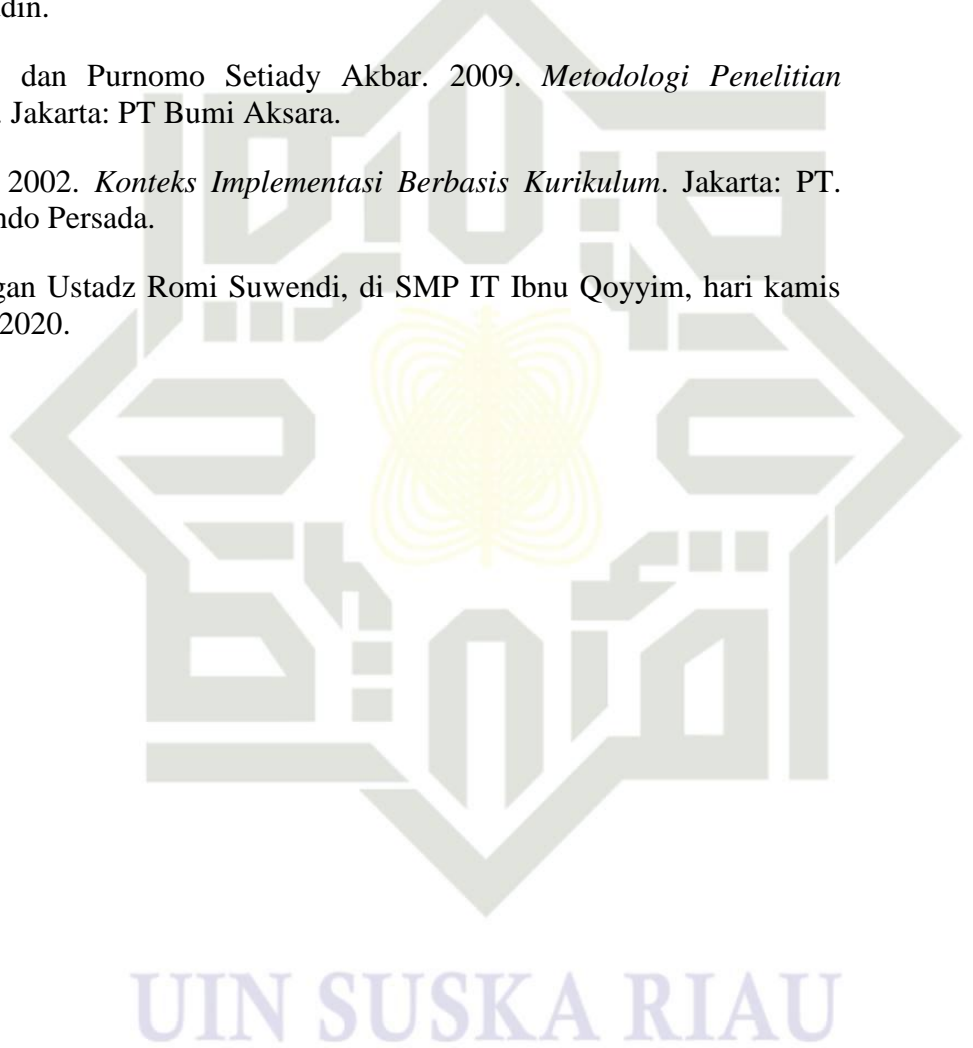 din.
dan Purnomo Setiady Akbar. 2009. Metodologi Penelitian
. Jakarta: PT Bumi Aksara.
2002. Konteks Implementasi Berbasis Kurikulum. Jakarta: PT.
ndo Persada.
gan Ustadz Romi Suwendi, di SMP IT Ibnu Qoyyim, hari kamis
2020.
UIN SUSKA RIAU